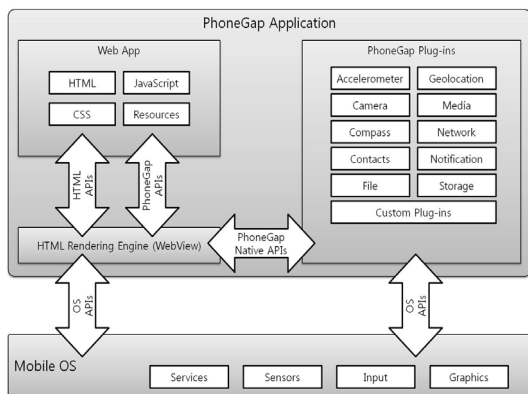 PhoneGap Application
Web App
HTML
JavaScript
CSS
Resources
HTML
APIs
PhoneGap
APIs
HTML Rendering Engine (WebView)
PhoneGap
Native APIs
PhoneGap Plug-ins
Accelerometer
Geolocation
Camera
Media
Compass
Network
Contacts
Notification
File
Storage
Custom Plug-ins
OS
APIs
OS
APIs
Mobile OS
Services
Sensors
Input
Graphics